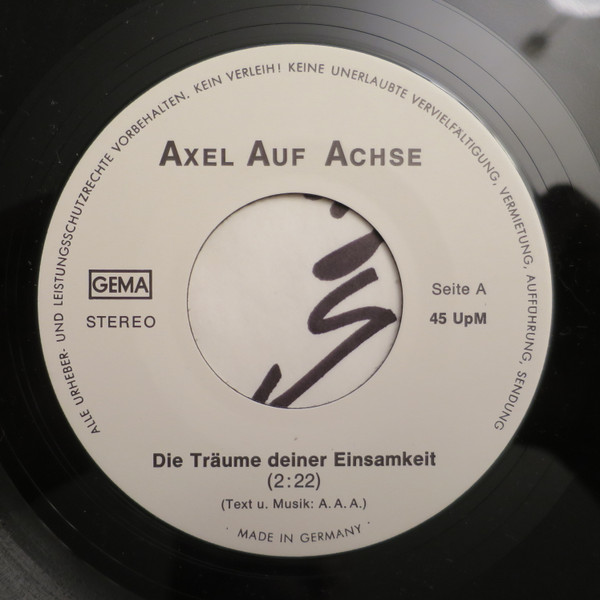 ALLE URHEBER- UND LEISTUNGSSCHUTZRECHTE VORBEHALTEN. KEIN VERLEIH! KEINE UNERLAUBTE VERVIELFÄLTIGUNG, VERMIETUNG, AUFFÜHRUNG, SENDUNG
AXEL AUF ACHSE
GEMA
STEREO
Seite A
45 UpM
Die Träume deiner Einsamkeit
(2:22)
(Text u. Musik: A.A.A.)
· MADE IN GERMANY ·